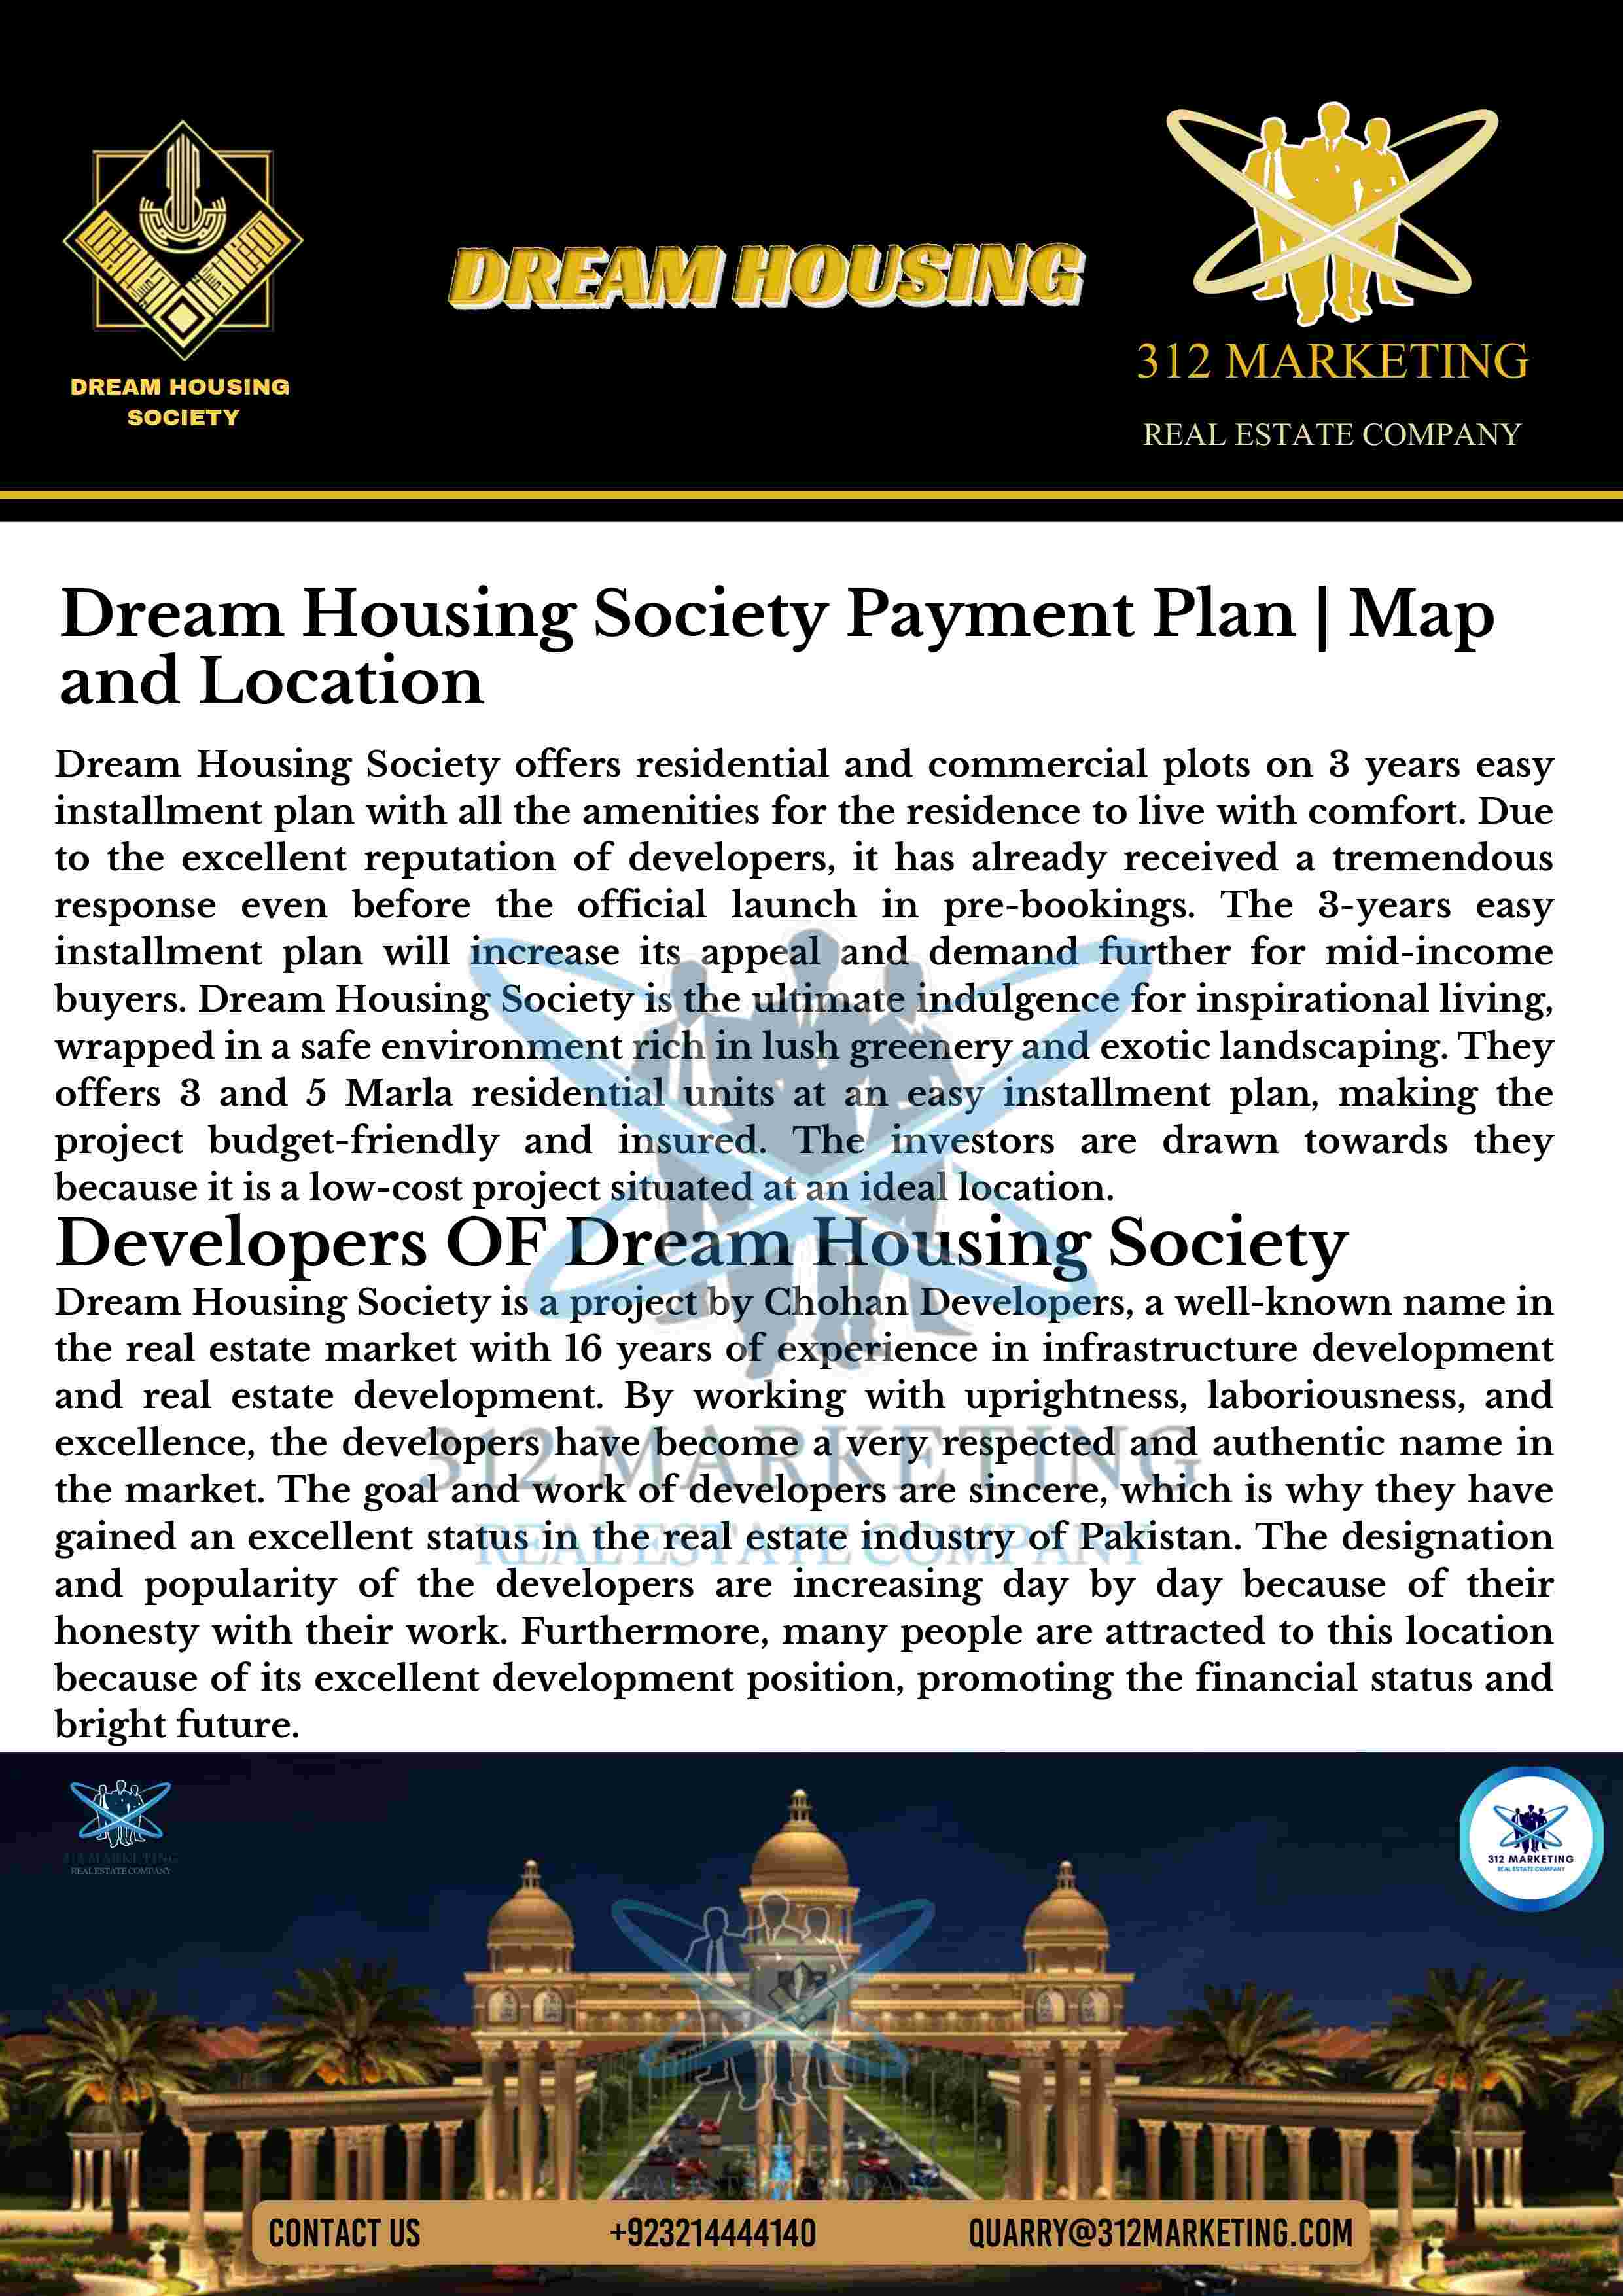 DREAM HOUSING
SOCIETY
DREAM HOUSING
312 MARKETING
REAL ESTATE COMPANY
Dream Housing Society Payment Plan | Map
and Location
Dream Housing Society offers residential and commercial plots on 3 years easy
installment plan with all the amenities for the residence to live with comfort. Due
to the excellent reputation of developers, it has already received a tremendous
response even before the official launch in pre-bookings. The 3-years easy
installment plan will increase its appeal and demand further for mid-income
buyers. Dream Housing Society is the ultimate indulgence for inspirational living,
wrapped in a safe environment rich in lush greenery and exotic landscaping. They
offers 3 and 5 Marla residential units at an easy installment plan, making the
project budget-friendly and insured. The investors are drawn towards they
because it is a low-cost project situated at an ideal location.
Developers OF Dream Housing Society
Dream Housing Society is a project by Chohan Developers, a well-known name in
the real estate market with 16 years of experience in infrastructure development
and real estate development. By working with uprightness, laboriousness, and
excellence, the developers have become a very respected and authentic name in
the market. The goal and work of developers are sincere, which is why they have
gained an excellent status in the real estate industry of Pakistan. The designation
and popularity of the developers are increasing day by day because of their
honesty with their work. Furthermore, many people are attracted to this location
because of its excellent development position, promoting the financial status and
bright future.
312 MARKETING
REAL ESTATE COMPANY
312 MARKETING
REAL ESTATE COMPANY
312 MARKETING
REAL ESTATE COMPANY
REAL ESTATE COMPANY
CONTACT US +923214444140 QUARRY@312MARKETING.COM